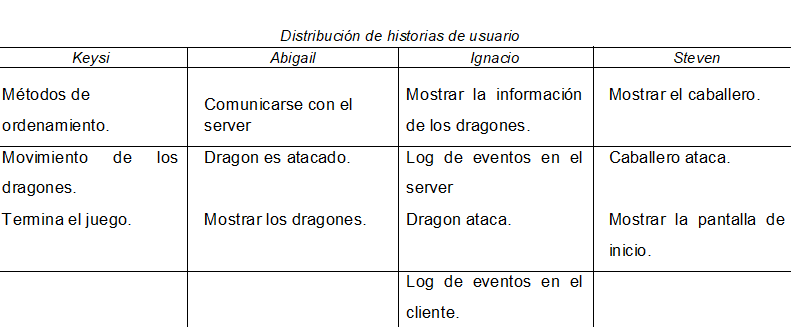 Distribución de historias de usuario
Keysi Abigail Ignacio Steven
Métodos de
ordenamiento.
Comunicarse con el
server
Mostrar la información
de los dragones.
Mostrar el caballero.
Movimiento de los
dragones.
Dragon es atacado.
Log de eventos en el
server
Caballero ataca.
Termina el juego.
Mostrar los dragones.
Dragon ataca.
Mostrar la pantalla de
inicio.
Log de eventos en el
cliente.